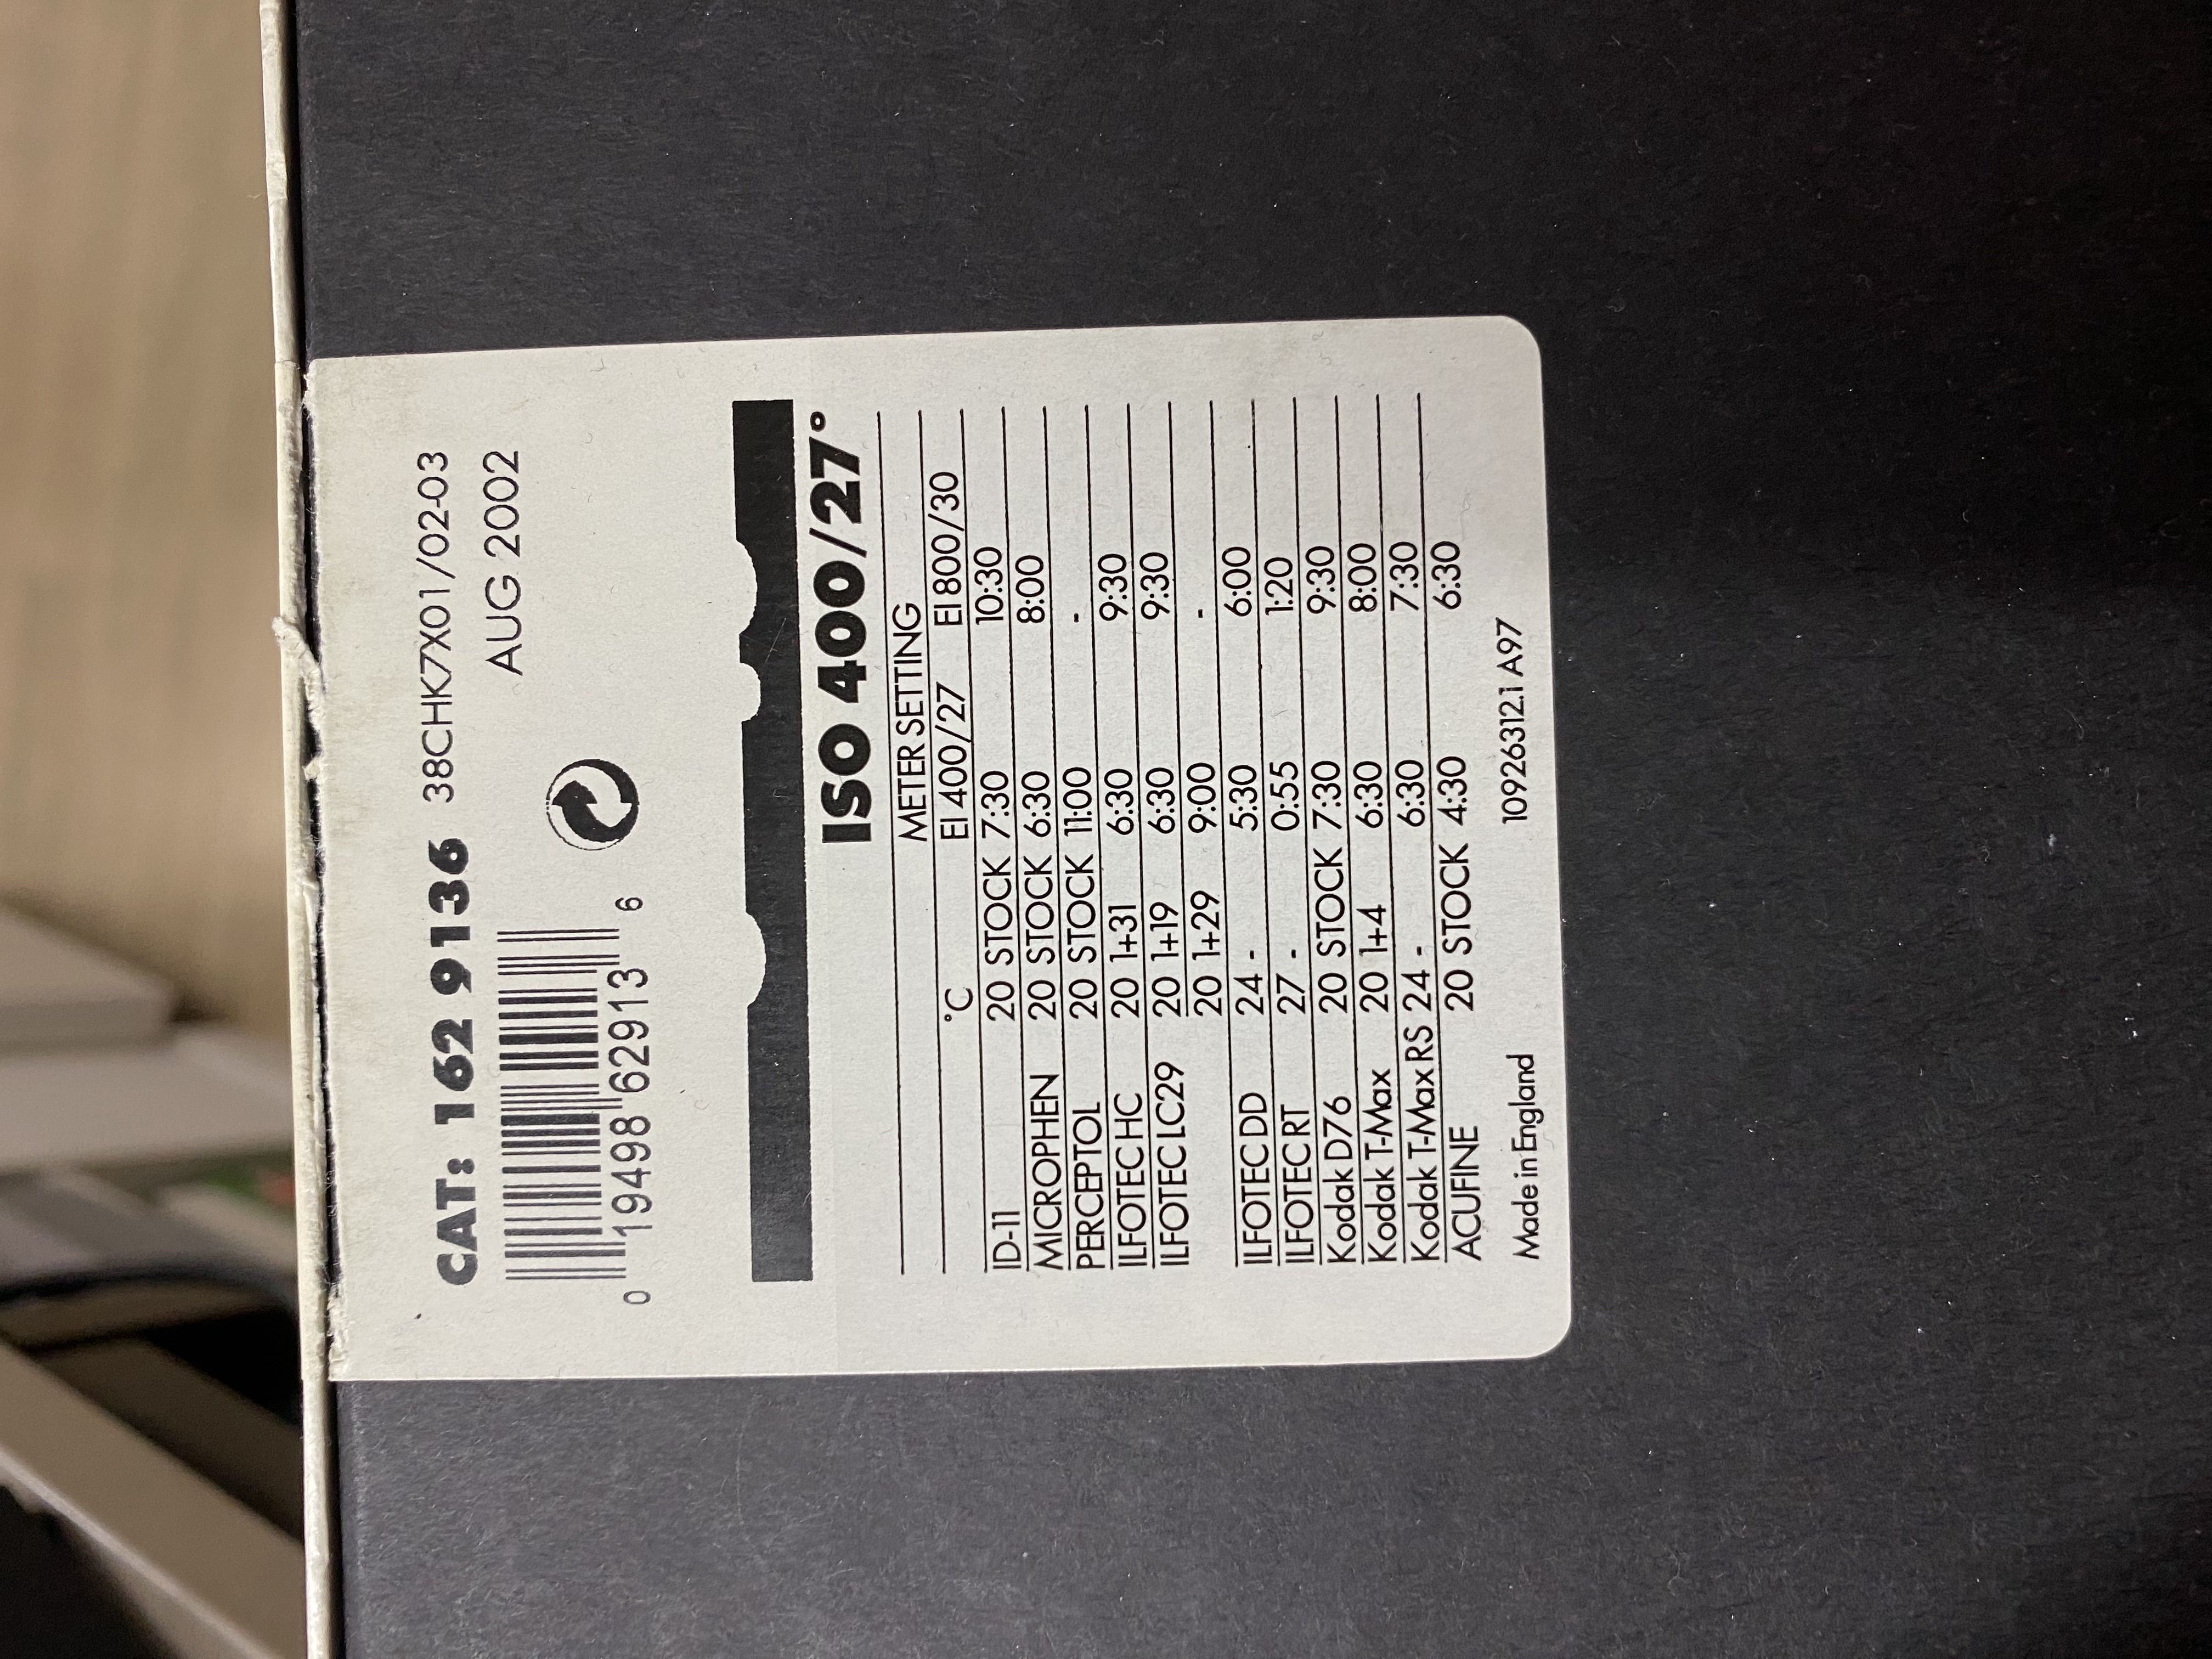 CAT: 162 9136 38CHK7X01/02-03
AUG 2002
0 19498 62913 6
ISO 400/27°
METER SETTING
°C EI 400/27 EI 800/30
ID-11 20 STOCK 7:30 10:30
MICROPHEN 20 STOCK 6:30 8:00
PERCEPTOL 20 STOCK 11:00 -
ILFOTEC HC 20 1+31 6:30 9:30
ILFOTEC LC29 20 1+19 6:30 9:30
20 1+29 9:00 -
ILFOTEC DD 24 - 5:30 6:00
ILFOTEC RT 27 - 0:55 1:20
Kodak D76 20 STOCK 7:30 9:30
Kodak T-Max 20 1+4 6:30 8:00
Kodak T-Max RS 24 - 6:30 7:30
ACUFINE 20 STOCK 4:30 6:30
Made in England 10926312.1 A97